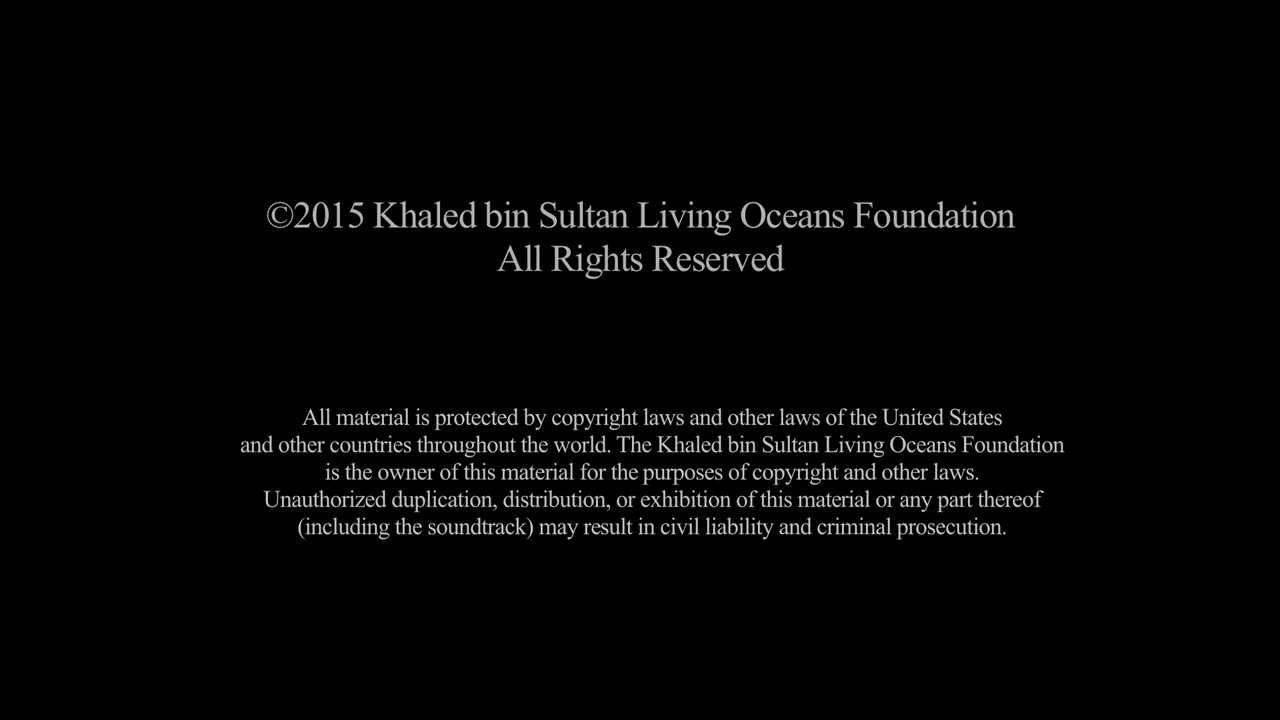 ©2015 Khaled bin Sultan Living Oceans Foundation
All Rights Reserved
All material is protected by copyright laws and other laws of the United States
and other countries throughout the world. The Khaled bin Sultan Living Oceans Foundation
is the owner of this material for the purposes of copyright and other laws.
Unauthorized duplication, distribution, or exhibition of this material or any part thereof
(including the soundtrack) may result in civil liability and criminal prosecution.